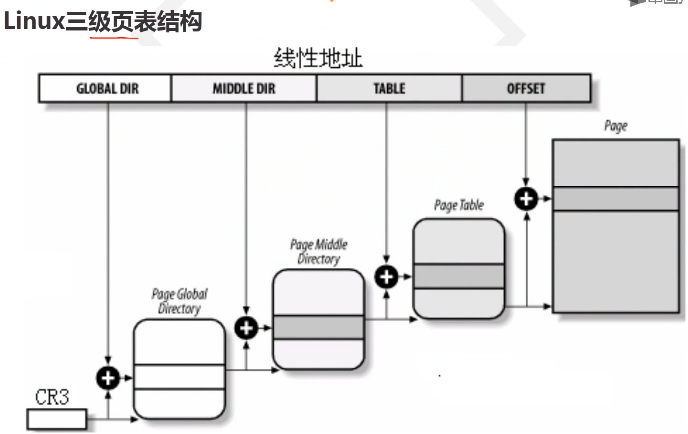 Linux三级页表结构
线性地址
GLOBAL DIR
MIDDLE DIR
TABLE
OFFSET
Page
Page Table
Page Middle
Directory
Page Global
Directory
CR3